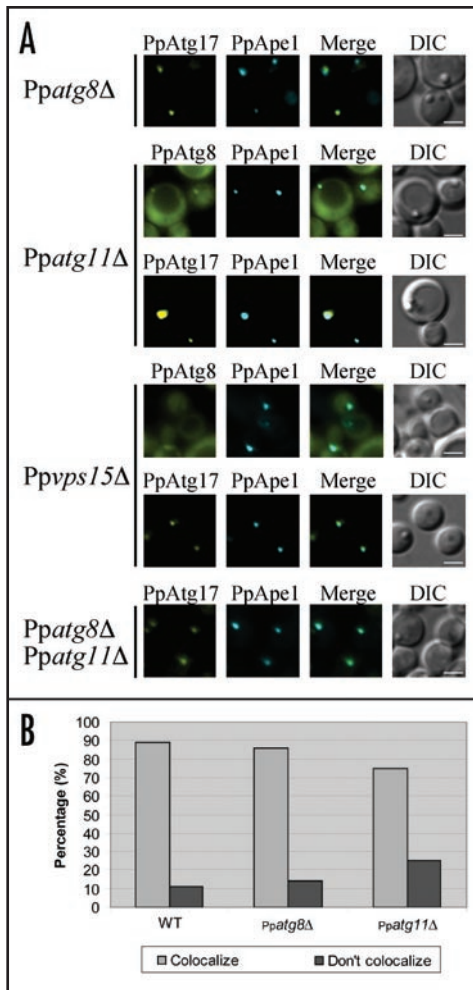 A
PpAtg17 PpApe1 Merge DIC
Ppatg8Δ
PpAtg8 PpApe1 Merge DIC
Ppatg11Δ
PpAtg17 PpApe1 Merge DIC
PpAtg8 PpApe1 Merge DIC
Ppvps15Δ
PpAtg17 PpApe1 Merge DIC
PpAtg17 PpApe1 Merge DIC
Ppatg8Δ
Ppatg11Δ
B
Percentage (%)
100
90
80
70
60
50
40
30
20
10
0
WT Ppatg8Δ Ppatg11Δ
Colocalize Don't colocalize